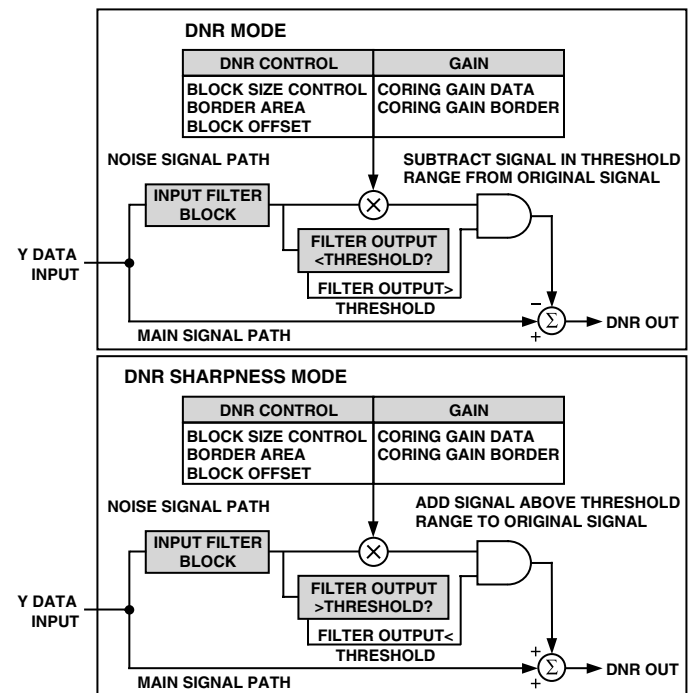 DNR MODE
DNR CONTROL
GAIN
BLOCK SIZE CONTROL
BORDER AREA
BLOCK OFFSET
CORING GAIN DATA
CORING GAIN BORDER
NOISE SIGNAL PATH
SUBTRACT SIGNAL IN THRESHOLD
RANGE FROM ORIGINAL SIGNAL
INPUT FILTER
BLOCK
FILTER OUTPUT
<THRESHOLD?
FILTER OUTPUT>
THRESHOLD
Y DATA
INPUT
MAIN SIGNAL PATH
–
+
Σ
DNR OUT
DNR SHARPNESS MODE
DNR CONTROL
GAIN
BLOCK SIZE CONTROL
BORDER AREA
BLOCK OFFSET
CORING GAIN DATA
CORING GAIN BORDER
NOISE SIGNAL PATH
ADD SIGNAL ABOVE THRESHOLD
RANGE TO ORIGINAL SIGNAL
INPUT FILTER
BLOCK
FILTER OUTPUT
>THRESHOLD?
FILTER OUTPUT<
THRESHOLD
Y DATA
INPUT
MAIN SIGNAL PATH
+
+
Σ
DNR OUT